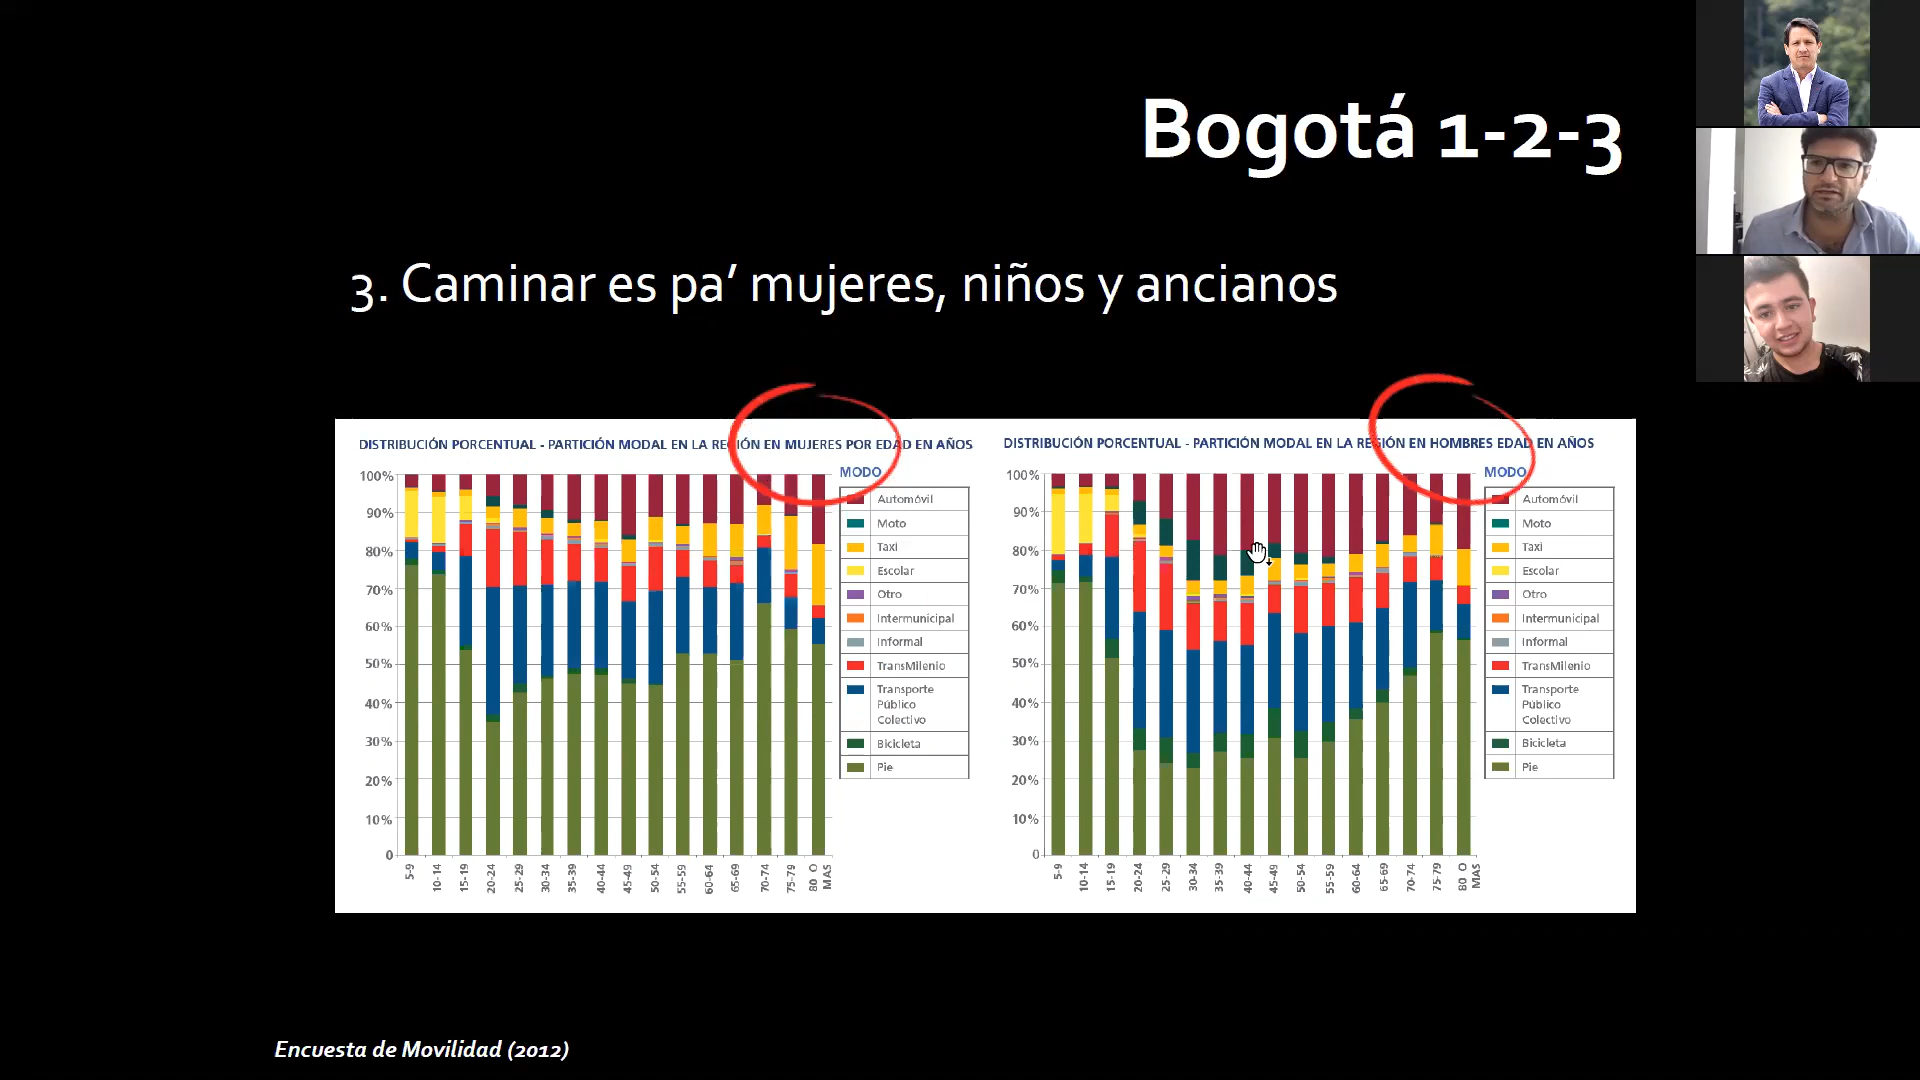 Bogotá 1-2-3
3. Caminar es pa’ mujeres, niños y ancianos
DISTRIBUCIÓN PORCENTUAL - PARTICIÓN MODAL EN LA REGIÓN EN MUJERES POR EDAD EN AÑOS
100%
90%
80%
70%
60%
50%
40%
30%
20%
10%
0
5-9
10-14
15-19
20-24
25-29
30-34
35-39
40-44
45-49
50-54
55-59
60-64
65-69
70-74
75-79
80 O
MAS
MODO
Automóvil
Moto
Taxi
Escolar
Otro
Intermunicipal
Informal
TransMilenio
Transporte
Público
Colectivo
Bicicleta
Pie
DISTRIBUCIÓN PORCENTUAL - PARTICIÓN MODAL EN LA REGIÓN EN HOMBRES EDAD EN AÑOS
100%
90%
80%
70%
60%
50%
40%
30%
20%
10%
0
5-9
10-14
15-19
20-24
25-29
30-34
35-39
40-44
45-49
50-54
55-59
60-64
65-69
70-74
75-79
80 O
MAS
MODO
Automóvil
Moto
Taxi
Escolar
Otro
Intermunicipal
Informal
TransMilenio
Transporte
Público
Colectivo
Bicicleta
Pie
Encuesta de Movilidad (2012)